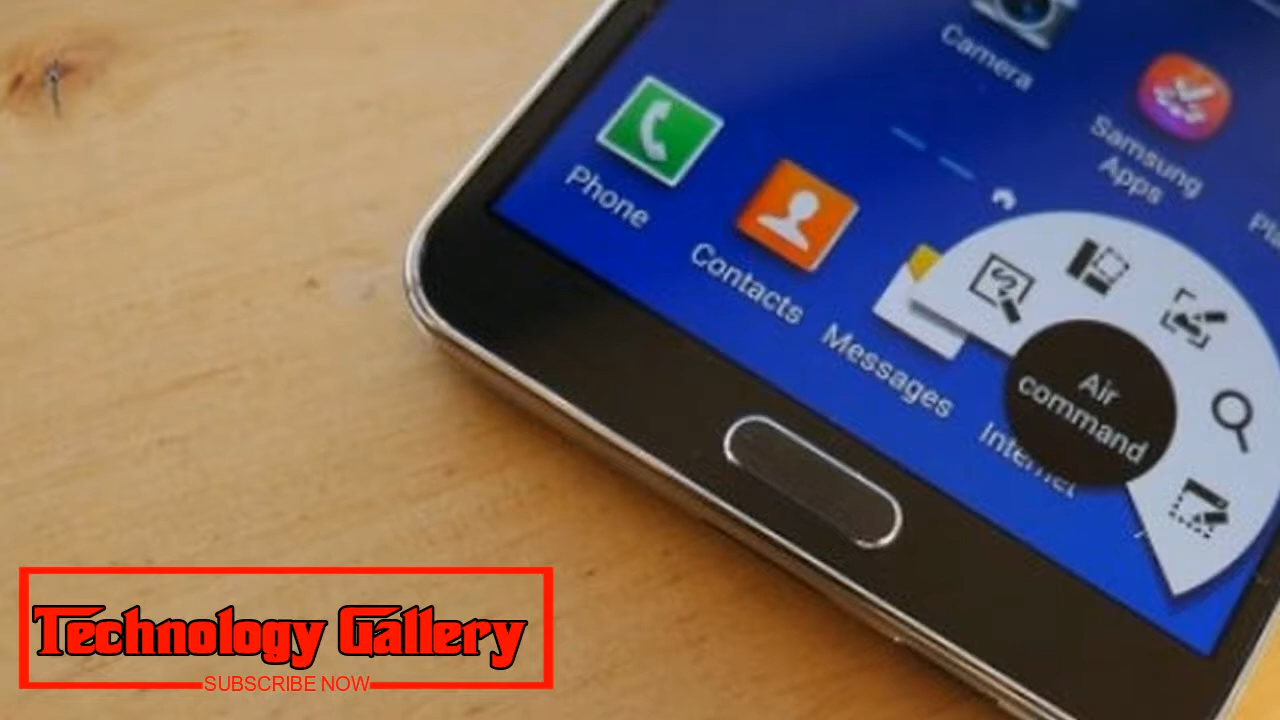 Camera
Samsung
Apps
Phone
Contacts
Messages
Internet
Air
command
Technology Gallery
SUBSCRIBE NOW